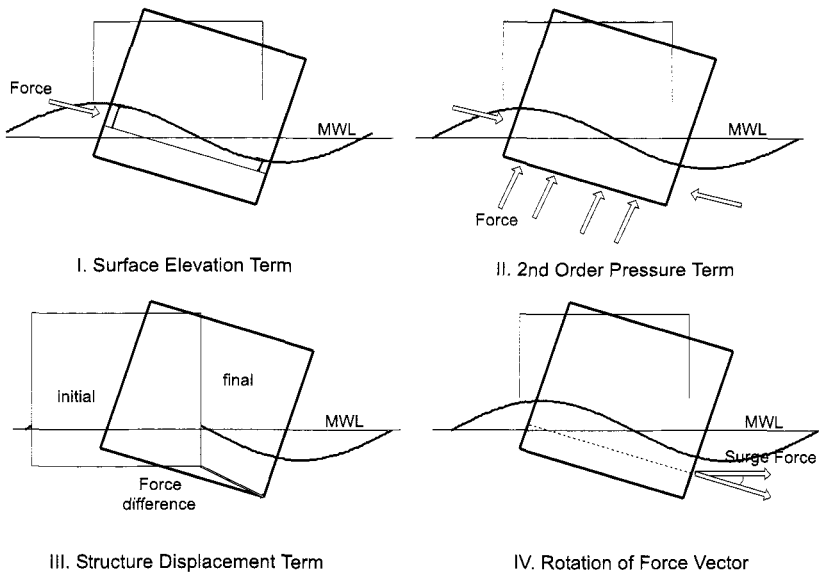 Force
MWL
I. Surface Elevation Term
MWL
Force
II. 2nd Order Pressure Term
initial
final
MWL
Force
difference
III. Structure Displacement Term
MWL
Surge Force
IV. Rotation of Force Vector